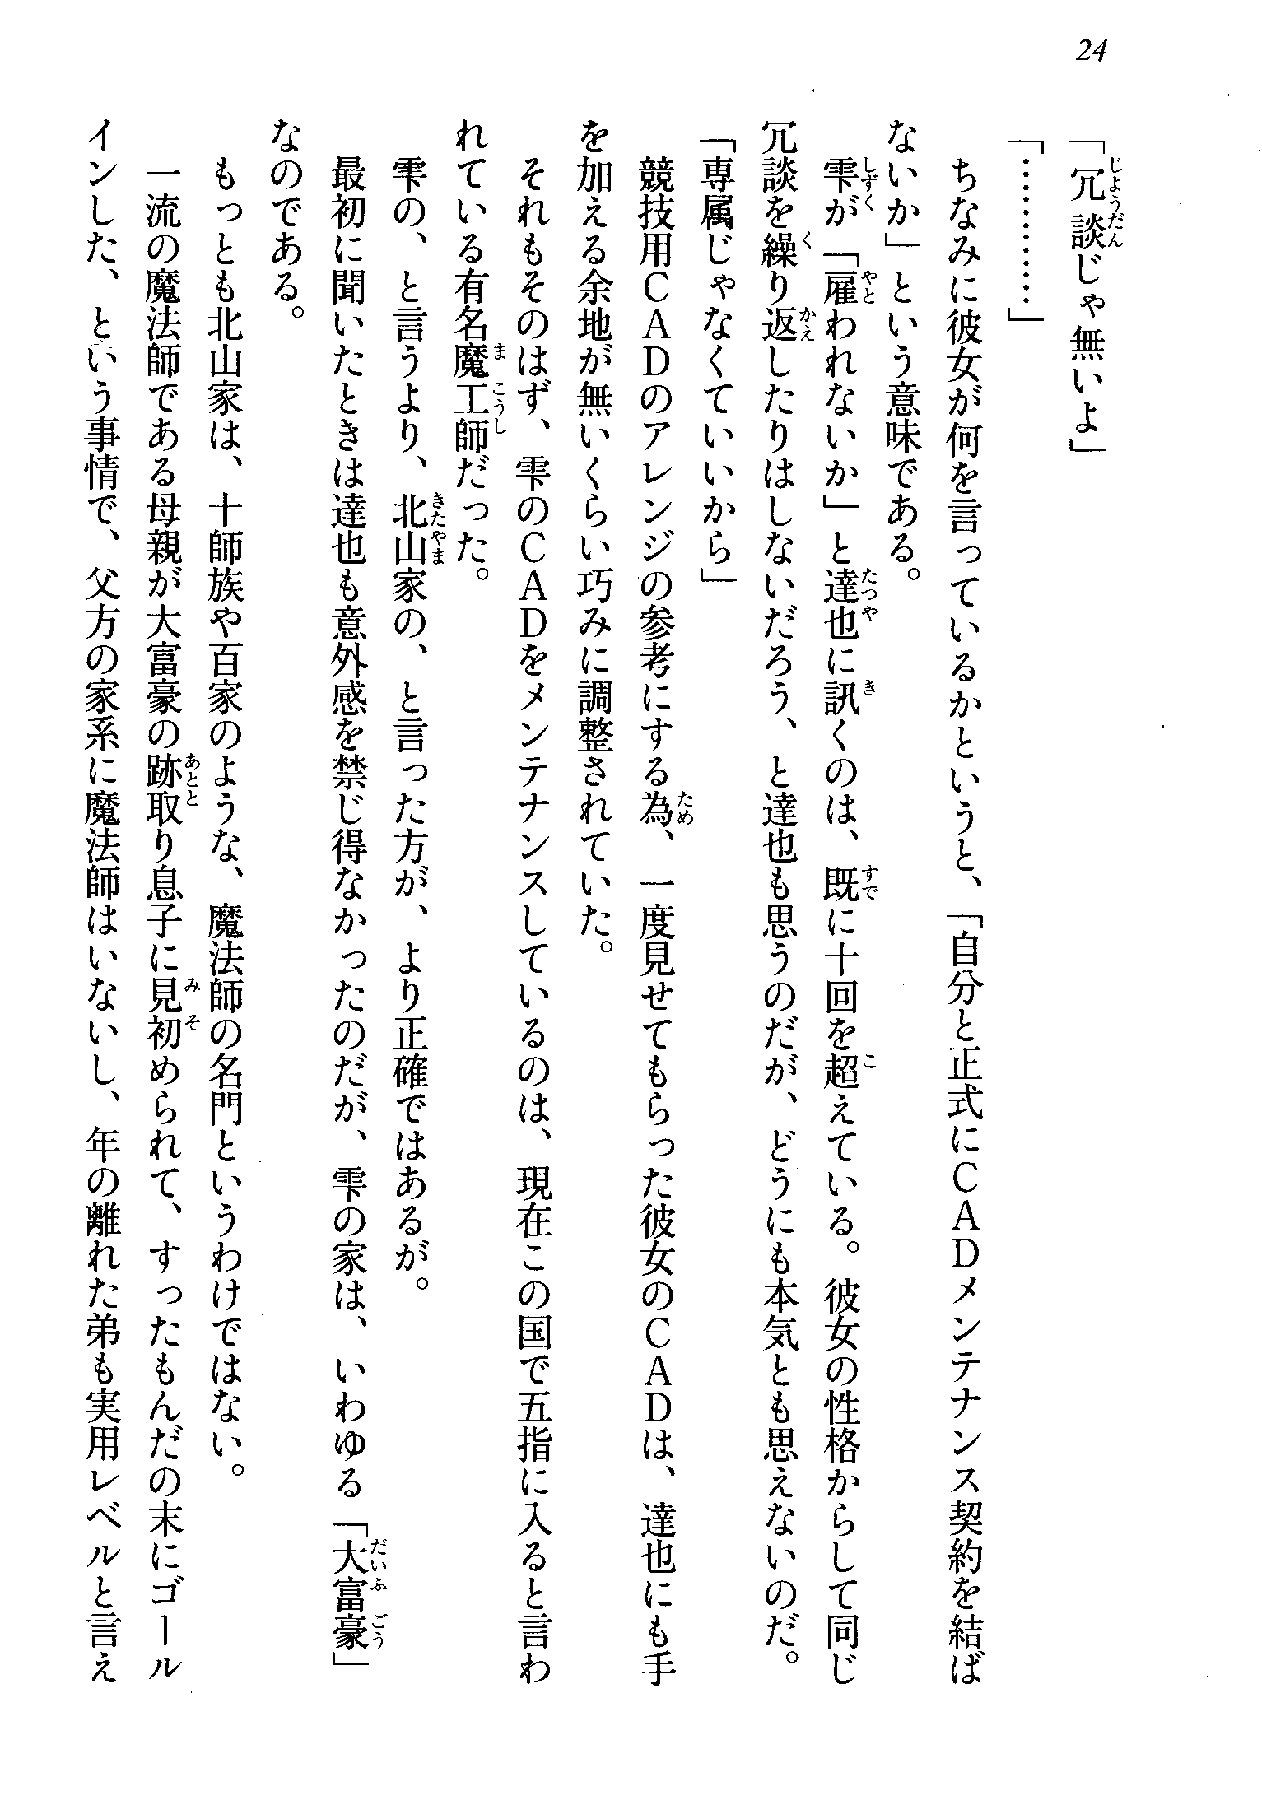 24
「冗談じゃ無いよ」
「…………」
ちなみに彼女が何を言っているかというと、「自分と正式にＣＡＤメンテナンス契約を結ば
ないか」という意味である。
雫が「雇われないか」と達也に訊くのは、既に十回を超えている。彼女の性格からして同じ
冗談を繰り返したりはしないだろう、と達也も思うのだが、どうにも本気とも思えないのだ。
「専属じゃなくていいから」
競技用ＣＡＤのアレンジの参考にする為、一度見せてもらった彼女のＣＡＤは、達也にも手
を加える余地が無いくらい巧みに調整されていた。
それもそのはず、雫のＣＡＤをメンテナンスしているのは、現在この国で五指に入ると言わ
れている有名魔工師だった。
雫の、と言うより、北山家の、と言った方が、より正確ではあるが。
最初に聞いたときは達也も意外感を禁じ得なかったのだが、雫の家は、いわゆる「大富豪」
なのである。
もっとも北山家は、十師族や百家のような、魔法師の名門というわけではない。
一流の魔法師である母親が大富豪の跡取り息子に見初められて、すったもんだの末にゴール
インした、という事情で、父方の家系に魔法師はいないし、年の離れた弟も実用レベルと言え